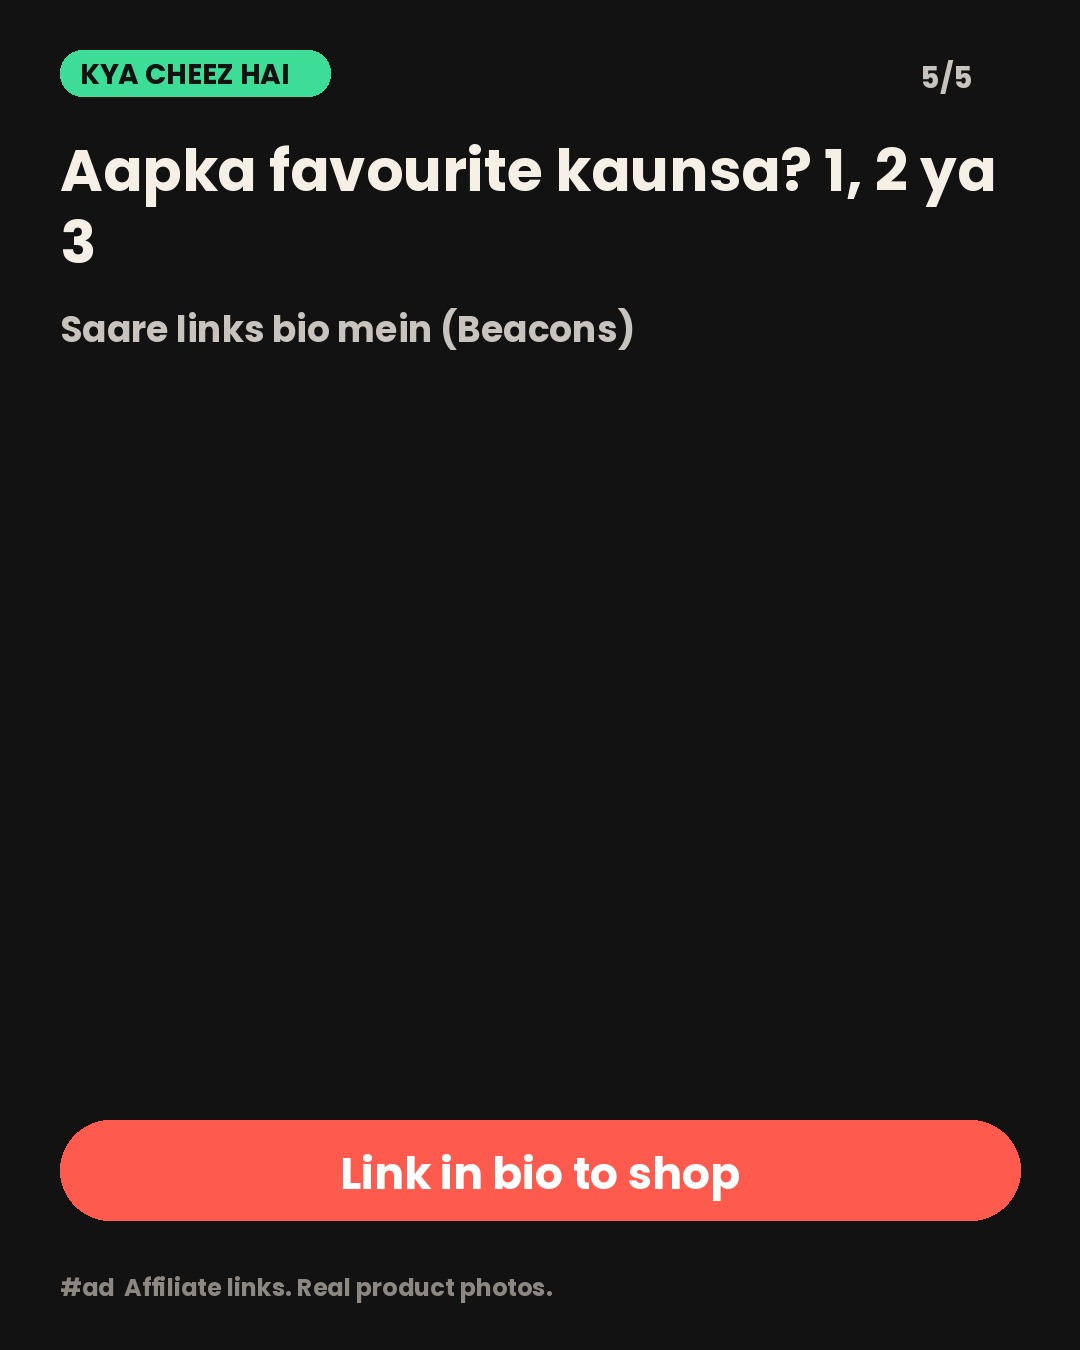 KYA CHEEZ HAI
5/5
Aapka favourite kaunsa? 1, 2 ya
3
Saare links bio mein (Beacons)
Link in bio to shop
#ad Affiliate links. Real product photos.